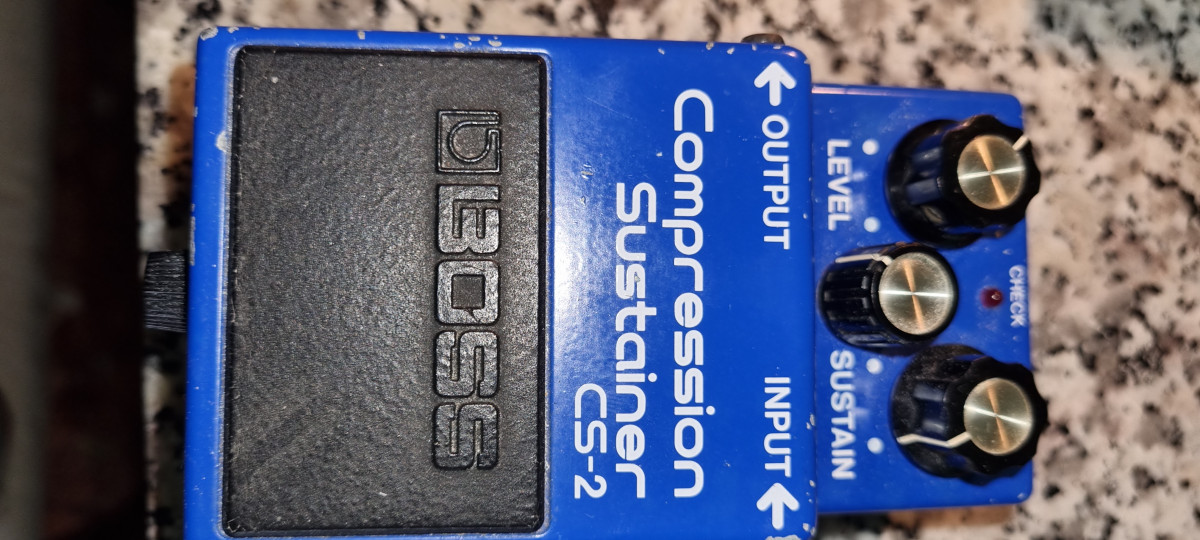 CHECK
LEVEL
SUSTAIN
OUTPUT
INPUT
Compression
Sustainer
CS-2
BOSS